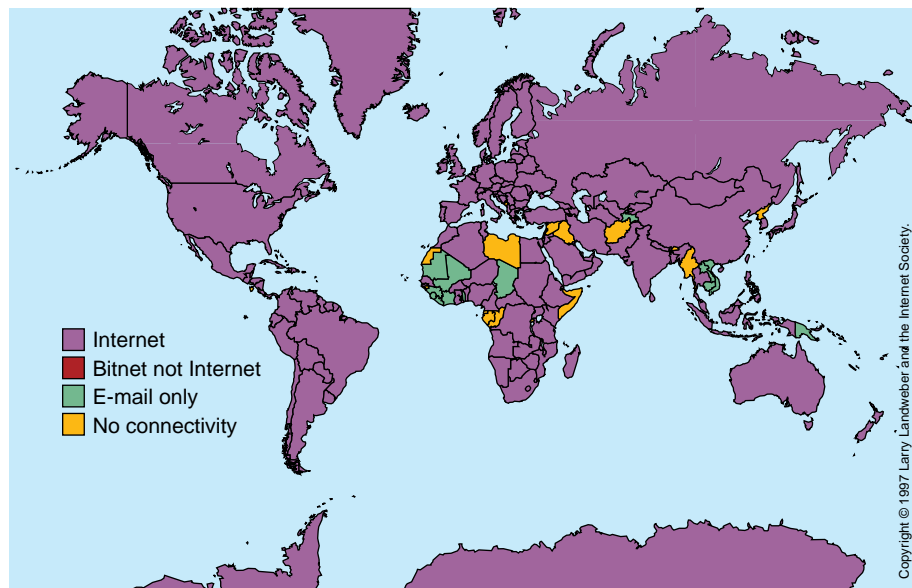 Internet
Bitnet not Internet
E-mail only
No connectivity
Copyright © 1997 Larry Landweber and the Internet Society.